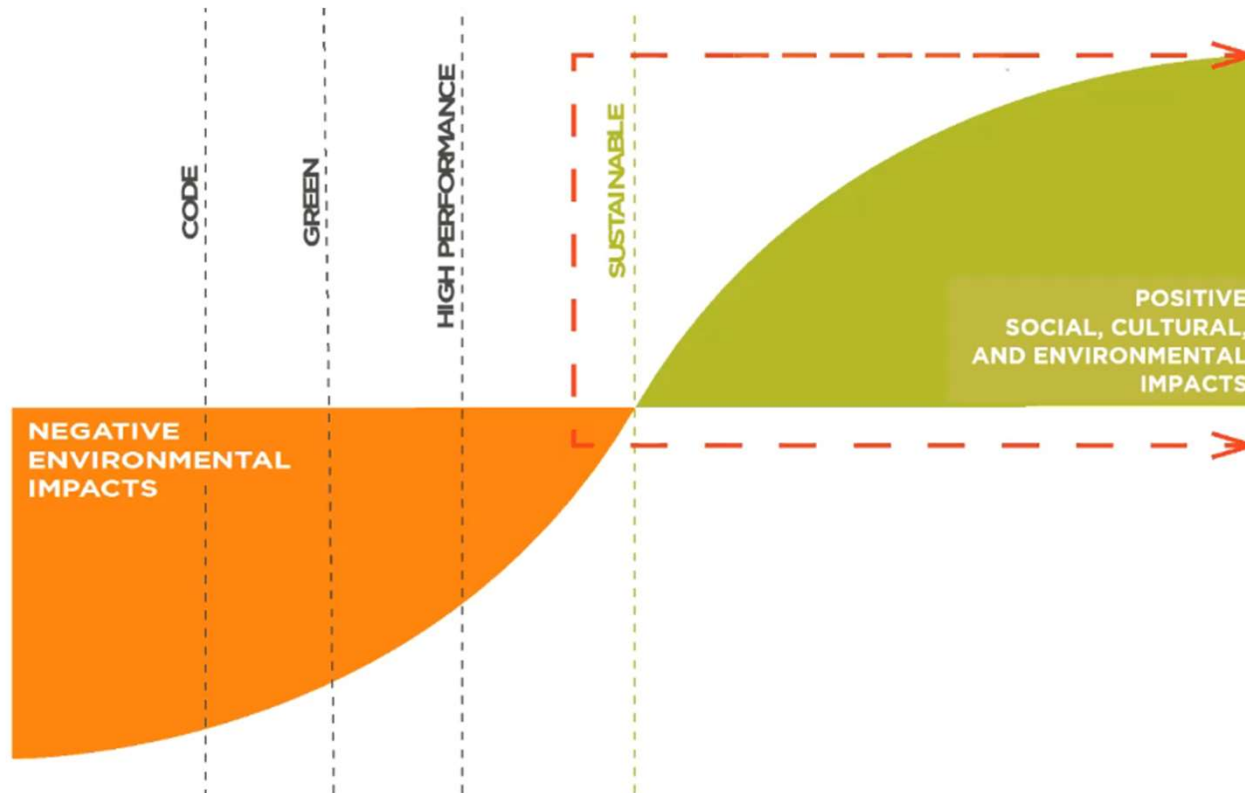 CODE
GREEN
HIGH PERFORMANCE
SUSTAINABLE
POSITIVE
SOCIAL, CULTURAL,
AND ENVIRONMENTAL
IMPACTS
NEGATIVE
ENVIRONMENTAL
IMPACTS